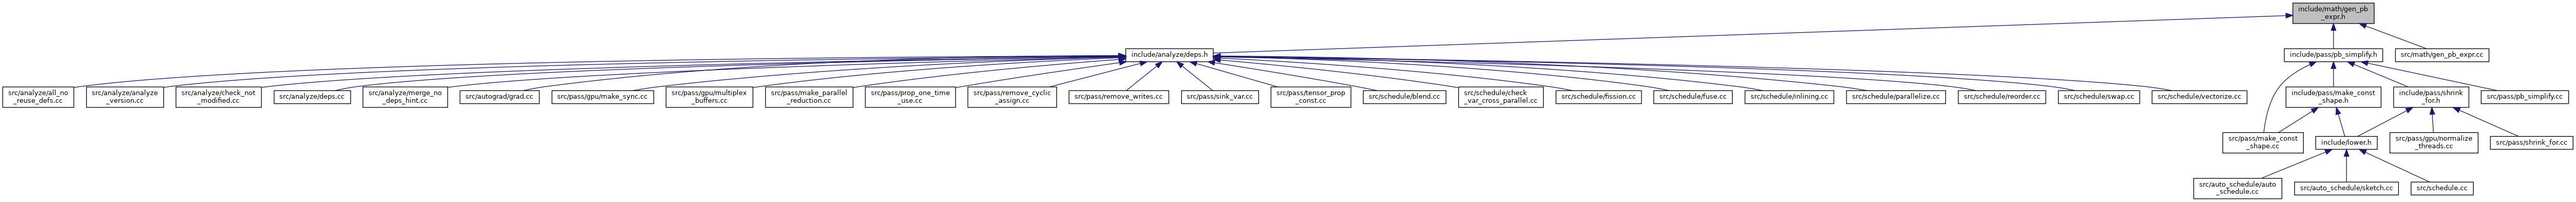 include/math/gen_pb
_expr.h
include/analyze/deps.h
include/pass/pb_simplify.h
src/math/gen_pb_expr.cc
src/analyze/all_no
_reuse_defs.cc
src/analyze/analyze
_version.cc
src/analyze/check_not
_modified.cc
src/analyze/deps.cc
src/analyze/merge_no
_deps_hint.cc
src/autograd/grad.cc
src/pass/gpu/make_sync.cc
src/pass/gpu/multiplex
_buffers.cc
src/pass/make_parallel
_reduction.cc
src/pass/prop_one_time
_use.cc
src/pass/remove_cyclic
_assign.cc
src/pass/remove_writes.cc
src/pass/sink_var.cc
src/pass/tensor_prop
_const.cc
src/schedule/blend.cc
src/schedule/check
_var_cross_parallel.cc
src/schedule/fission.cc
src/schedule/fuse.cc
src/schedule/inlining.cc
src/schedule/parallelize.cc
src/schedule/reorder.cc
src/schedule/swap.cc
src/schedule/vectorize.cc
include/pass/make_const
_shape.h
include/pass/shrink
_for.h
src/pass/pb_simplify.cc
src/pass/make_const
_shape.cc
include/lower.h
src/pass/gpu/normalize
_threads.cc
src/pass/shrink_for.cc
src/auto_schedule/auto
_schedule.cc
src/auto_schedule/sketch.cc
src/schedule.cc